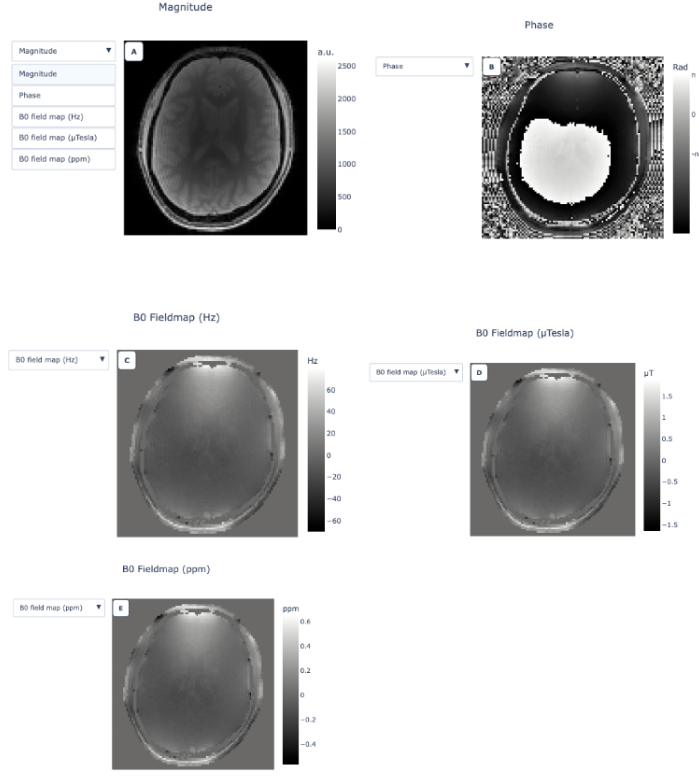 Magnitude
Magnitude ▼
Magnitude
Phase
B0 field map (Hz)
B0 field map (µTesla)
B0 field map (ppm)
A
a.u.
2500
2000
1500
1000
500
0
Phase
Phase ▼
B
Rad
π
0
-π
B0 Fieldmap (Hz)
B0 field map (Hz) ▼
C
Hz
60
40
20
0
−20
−40
−60
B0 Fieldmap (µTesla)
B0 field map (µTesla) ▼
D
µT
1.5
1
0.5
0
−0.5
−1
−1.5
B0 Fieldmap (ppm)
B0 field map (ppm) ▼
E
ppm
0.6
0.4
0.2
0
−0.2
−0.4